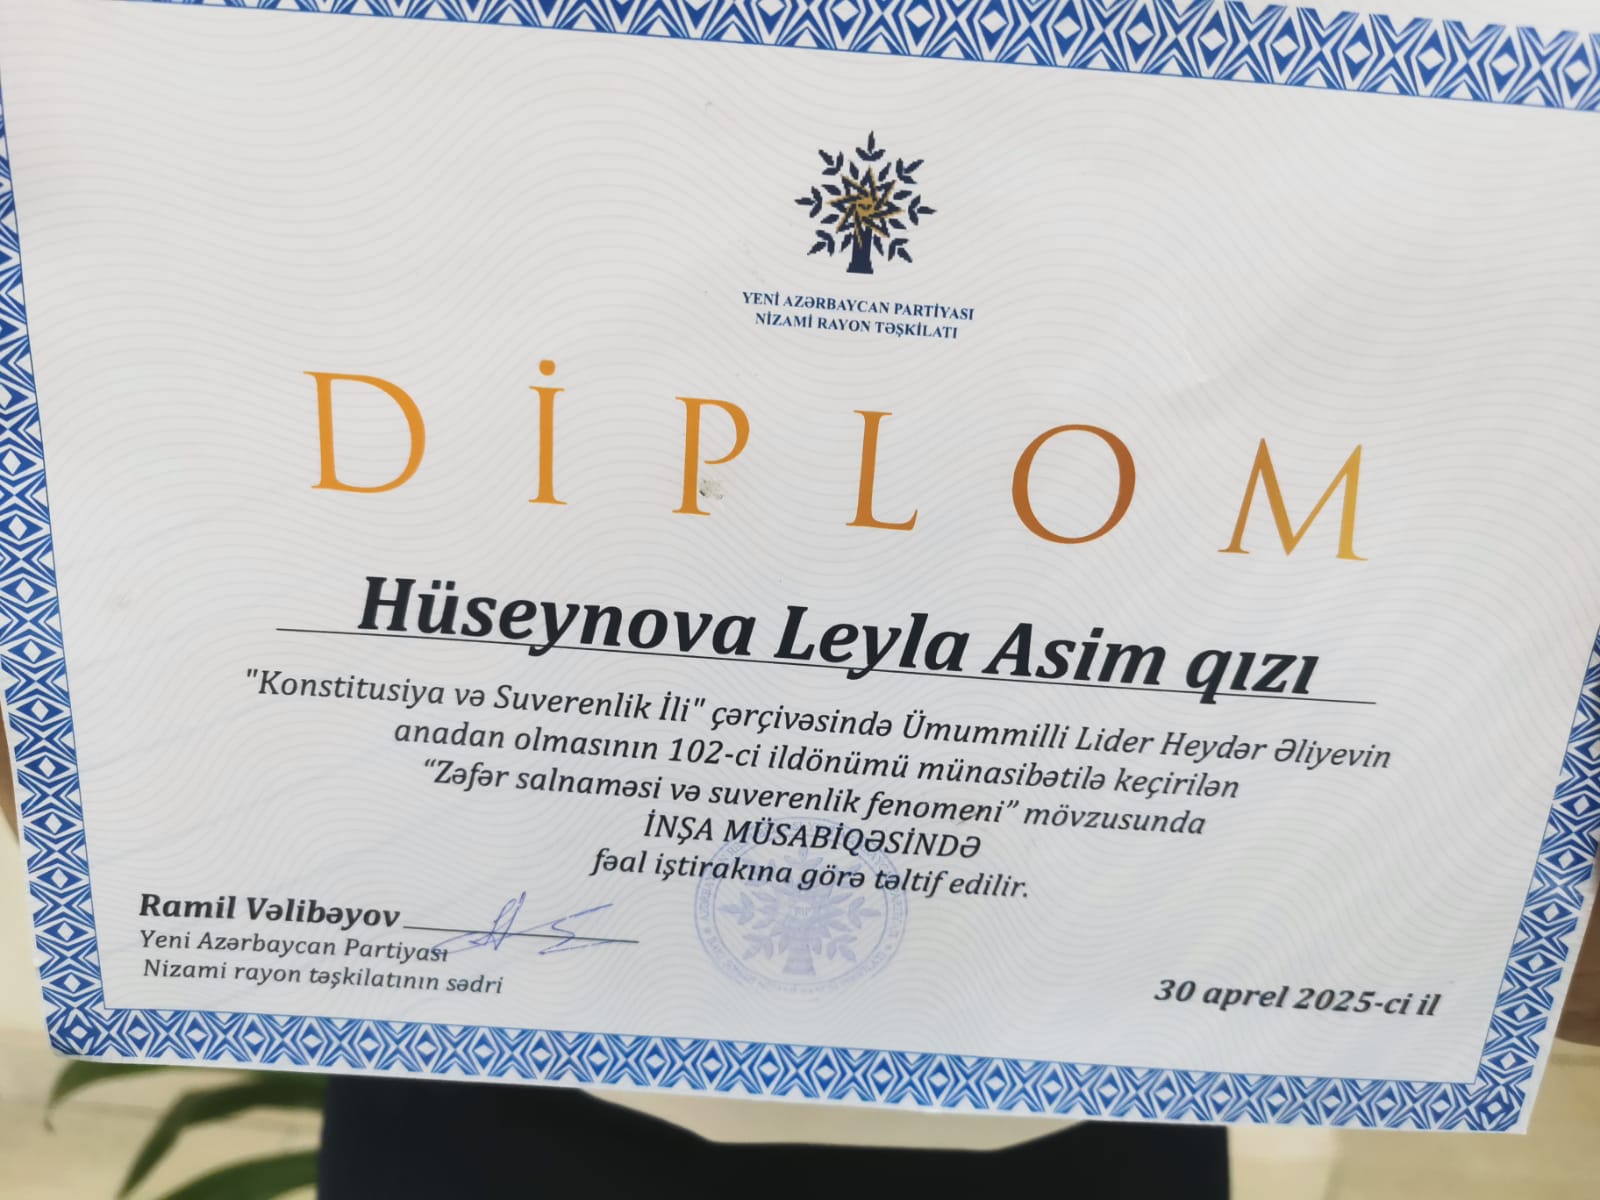 YENİ AZƏRBAYCAN PARTİYASI
NİZAMİ RAYON TƏŞKİLATI
DİPLOM
Hüseynova Leyla Asim qızı
"Konstitusiya və Suverenlik İli" çərçivəsində Ümummilli Lider Heydər Əliyevin
anadan olmasının 102-ci ildönümü münasibətilə keçirilən
“Zəfər salnaməsi və suverenlik fenomeni” mövzusunda
İNŞA MÜSABİQƏSİNDƏ
fəal iştirakına görə təltif edilir.
Ramil Vəlibəyov
Yeni Azərbaycan Partiyası
Nizami rayon təşkilatının sədri
30 aprel 2025-ci il